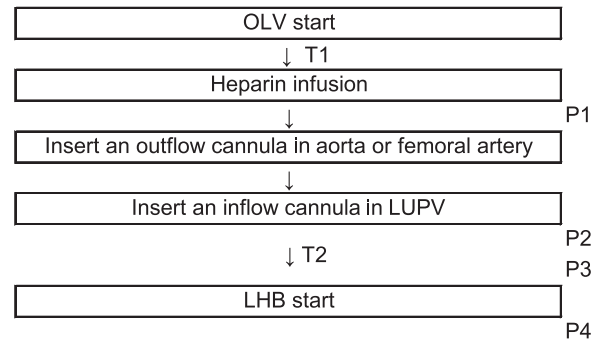 OLV start
↓ T1
Heparin infusion
↓
P1
Insert an outflow cannula in aorta or femoral artery
↓
Insert an inflow cannula in LUPV
P2
↓ T2
P3
LHB start
P4